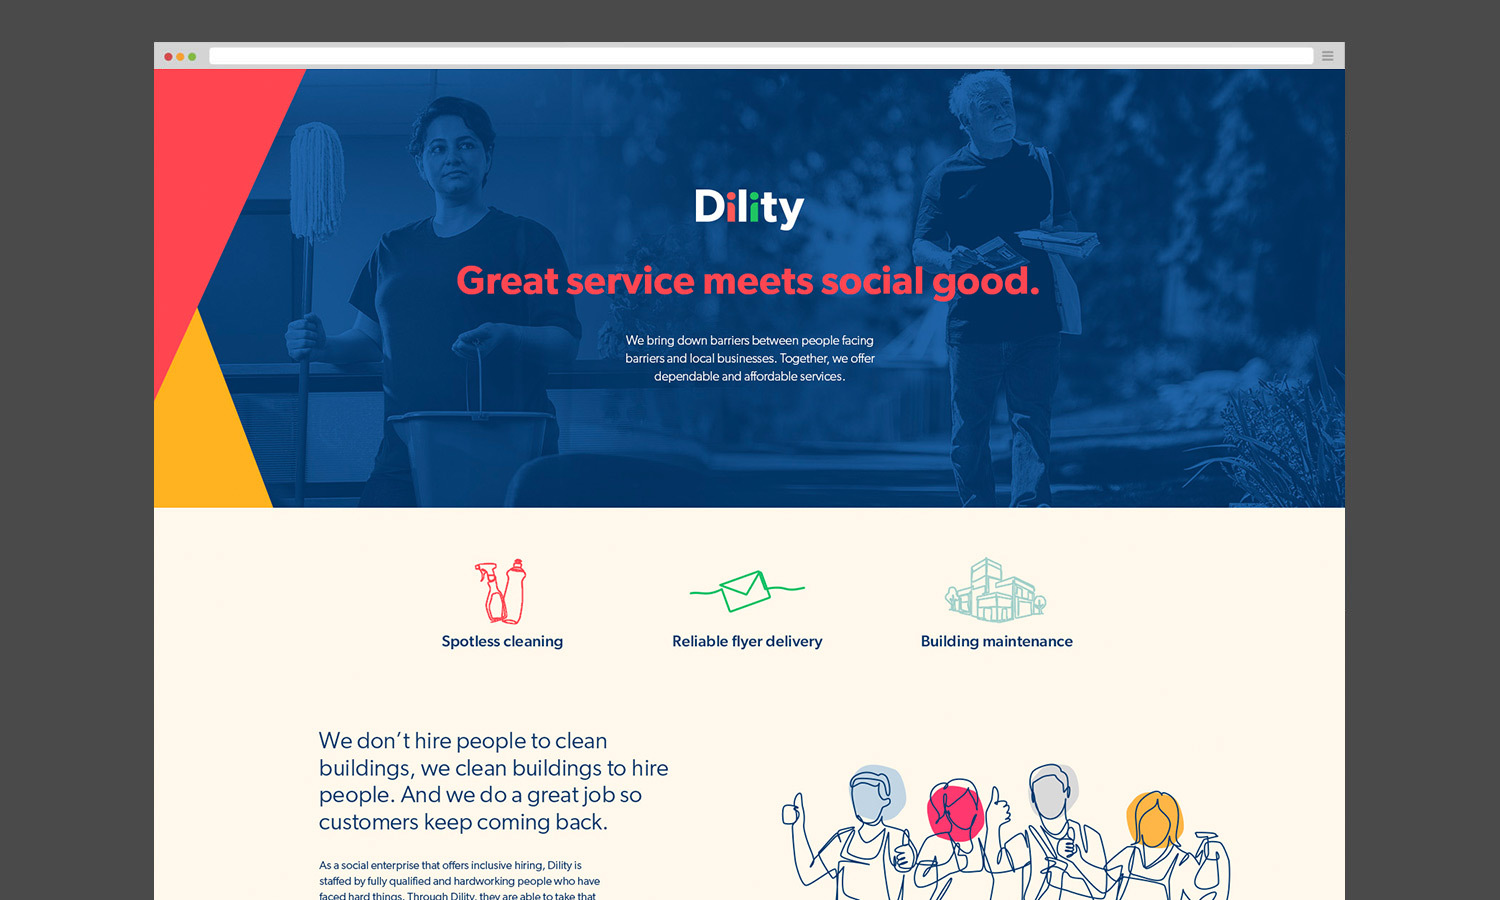 Dility
Great service meets social good.
We bring down barriers between people facing
barriers and local businesses. Together, we offer
dependable and affordable services.
Spotless cleaning
Reliable flyer delivery
Building maintenance
We don’t hire people to clean
buildings, we clean buildings to hire
people. And we do a great job so
customers keep coming back.
As a social enterprise that offers inclusive hiring, Dility is
staffed by fully qualified and hardworking people who have
faced hard things. Through Dility, they are able to take that